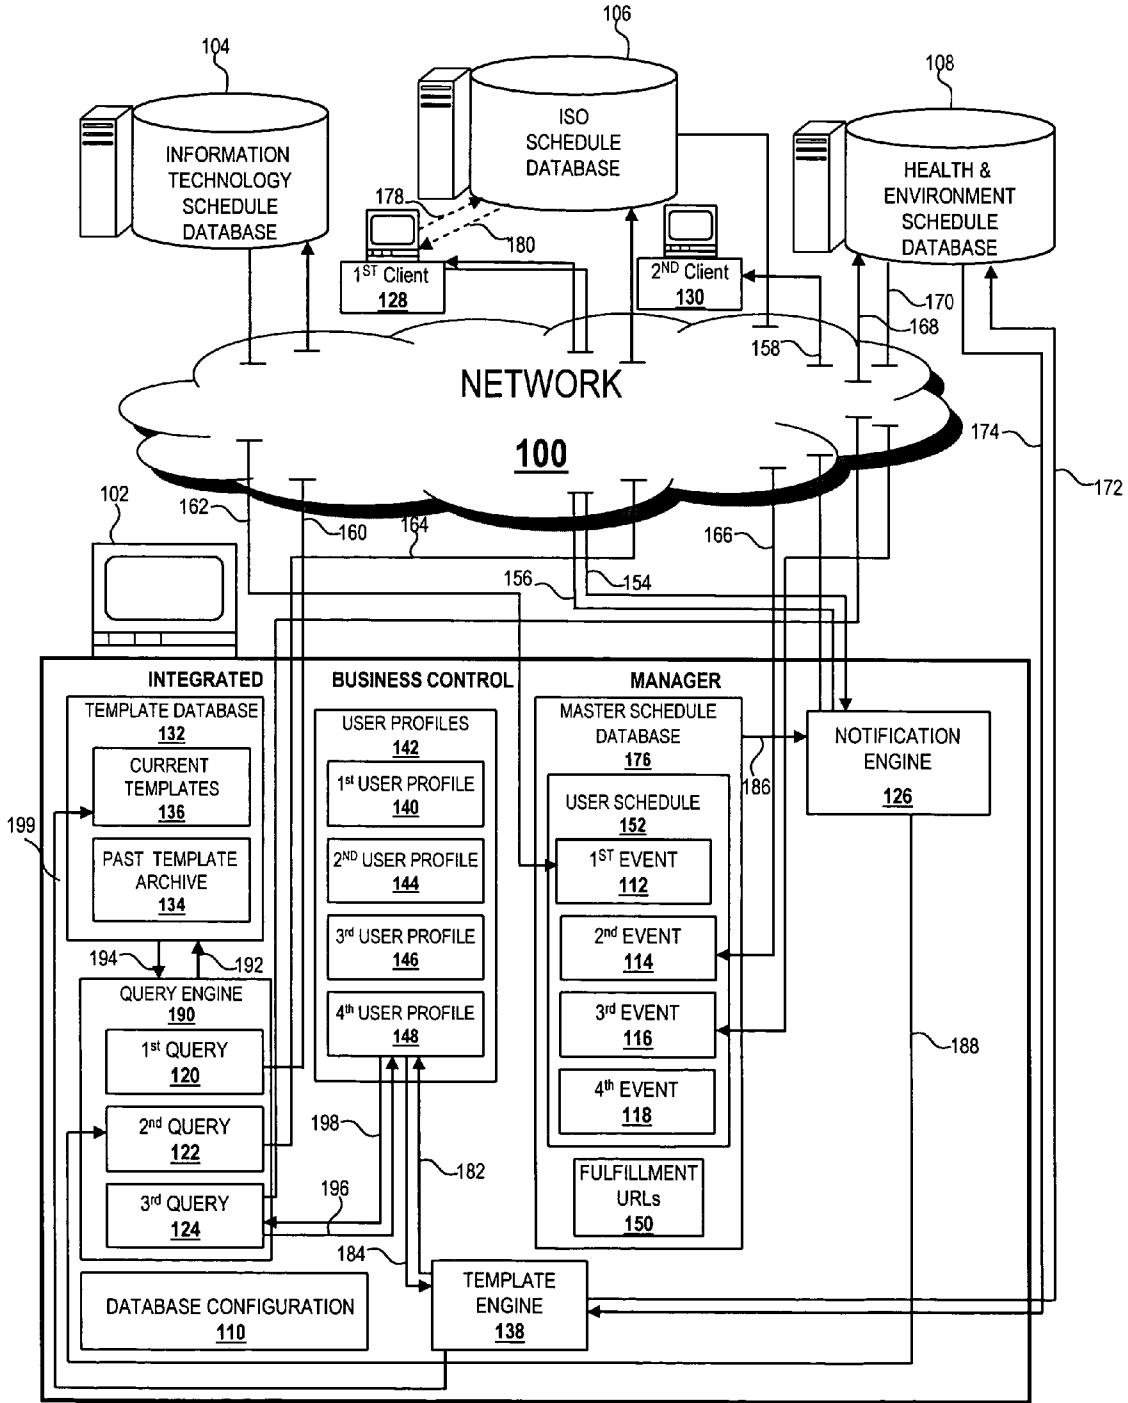 106
104
108
ISO
SCHEDULE
DATABASE
INFORMATION
TECHNOLOGY
SCHEDULE
DATABASE
HEALTH &
ENVIRONMENT
SCHEDULE
DATABASE
178
180
1ST Client
128
2ND Client
130
170
168
158
NETWORK
100
174
172
102
162
160
164
166
156
154
INTEGRATED
BUSINESS CONTROL
MANAGER
TEMPLATE DATABASE
132
CURRENT
TEMPLATES
136
PAST TEMPLATE
ARCHIVE
134
199
194
192
USER PROFILES
142
1st USER PROFILE
140
2ND USER PROFILE
144
3rd USER PROFILE
146
4th USER PROFILE
148
MASTER SCHEDULE
DATABASE
176
USER SCHEDULE
152
1ST EVENT
112
2nd EVENT
114
3rd EVENT
116
4th EVENT
118
FULFILLMENT
URLs
150
186
NOTIFICATION
ENGINE
126
188
QUERY ENGINE
190
1st QUERY
120
2nd QUERY
122
3rd QUERY
124
198
196
182
184
DATABASE CONFIGURATION
110
TEMPLATE
ENGINE
138